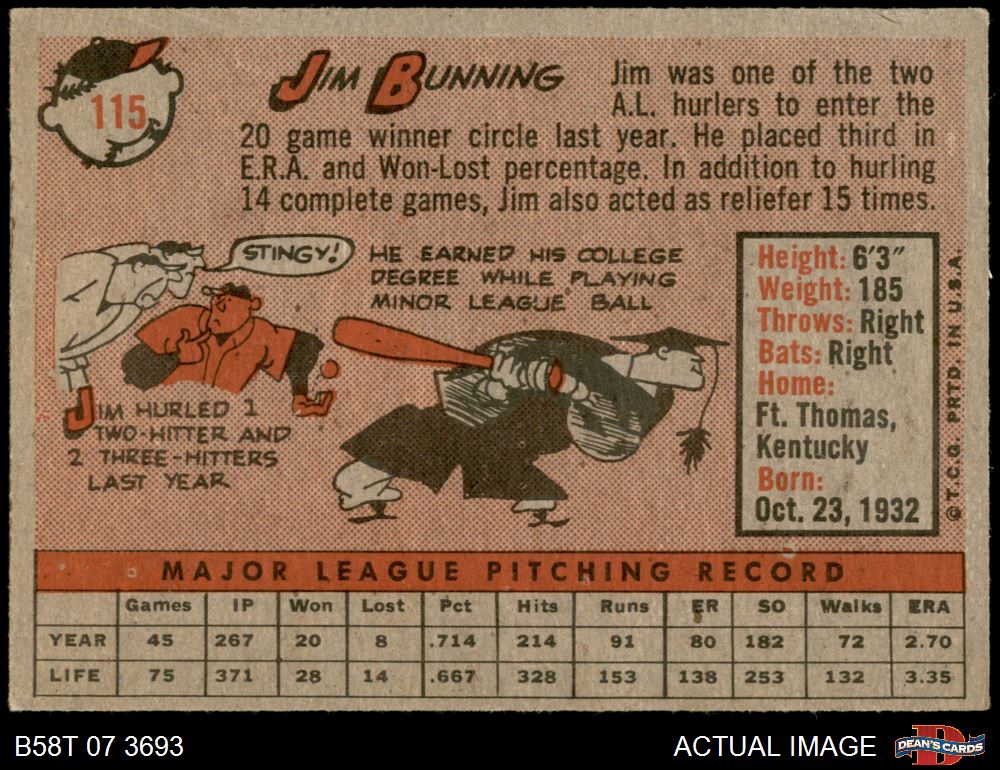 115
JIM BUNNING
Jim was one of the two
A.L. hurlers to enter the
20 game winner circle last year. He placed third in
E.R.A. and Won-Lost percentage. In addition to hurling
14 complete games, Jim also acted as reliefer 15 times.
STINGY!
HE EARNED HIS COLLEGE
DEGREE WHILE PLAYING
MINOR LEAGUE BALL
JIM HURLED 1
TWO-HITTER AND
2 THREE-HITTERS
LAST YEAR
Height: 6'3"
Weight: 185
Throws: Right
Bats: Right
Home:
Ft. Thomas,
Kentucky
Born:
Oct. 23, 1932
©T.C.G. PRTD. IN U.S.A.
MAJOR LEAGUE PITCHING RECORD
Games IP Won Lost Pct Hits Runs ER SO Walks ERA
YEAR 45 267 20 8 .714 214 91 80 182 72 2.70
LIFE 75 371 28 14 .667 328 153 138 253 132 3.35
B58T 07 3693
ACTUAL IMAGE
D
DEAN'S CARDS